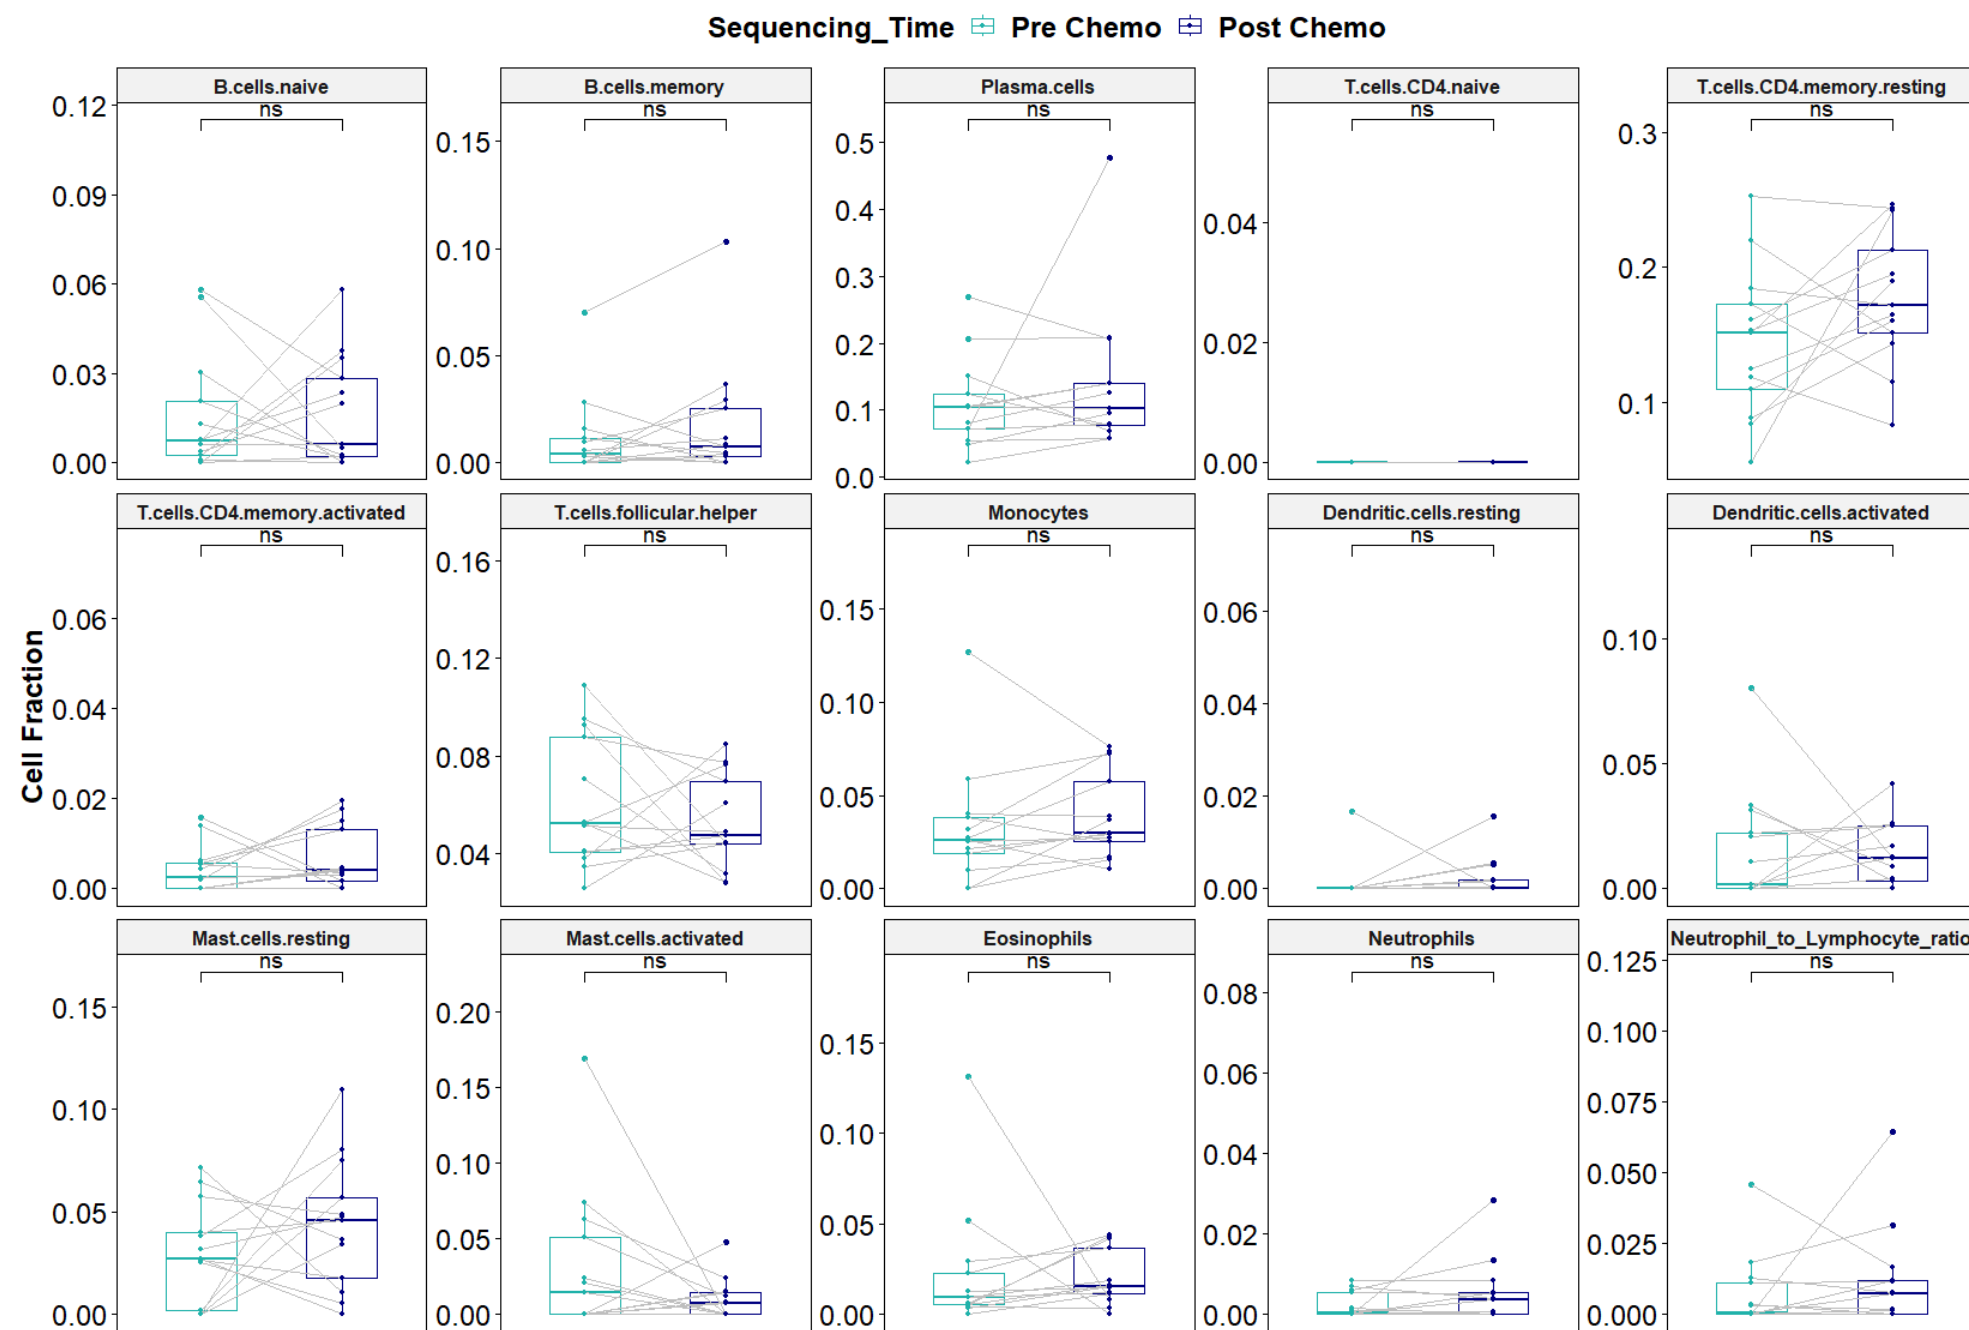 Sequencing_Time Pre Chemo Post Chemo
B.cells.naive
B.cells.memory
Plasma.cells
T.cells.CD4.naive
T.cells.CD4.memory.resting
ns
ns
ns
ns
ns
0.12
0.09
0.06
0.03
0.00
0.15
0.10
0.05
0.00
0.5
0.4
0.3
0.2
0.1
0.0
0.04
0.02
0.00
0.3
0.2
0.1
Cell Fraction
T.cells.CD4.memory.activated
T.cells.follicular.helper
Monocytes
Dendritic.cells.resting
Dendritic.cells.activated
ns
ns
ns
ns
ns
0.06
0.04
0.02
0.00
0.16
0.12
0.08
0.04
0.15
0.10
0.05
0.00
0.06
0.04
0.02
0.00
0.10
0.05
0.00
Mast.cells.resting
Mast.cells.activated
Eosinophils
Neutrophils
Neutrophil_to_Lymphocyte_ratio
ns
ns
ns
ns
ns
0.15
0.10
0.05
0.00
0.20
0.15
0.10
0.05
0.00
0.15
0.10
0.05
0.00
0.08
0.06
0.04
0.02
0.00
0.125
0.100
0.075
0.050
0.025
0.000